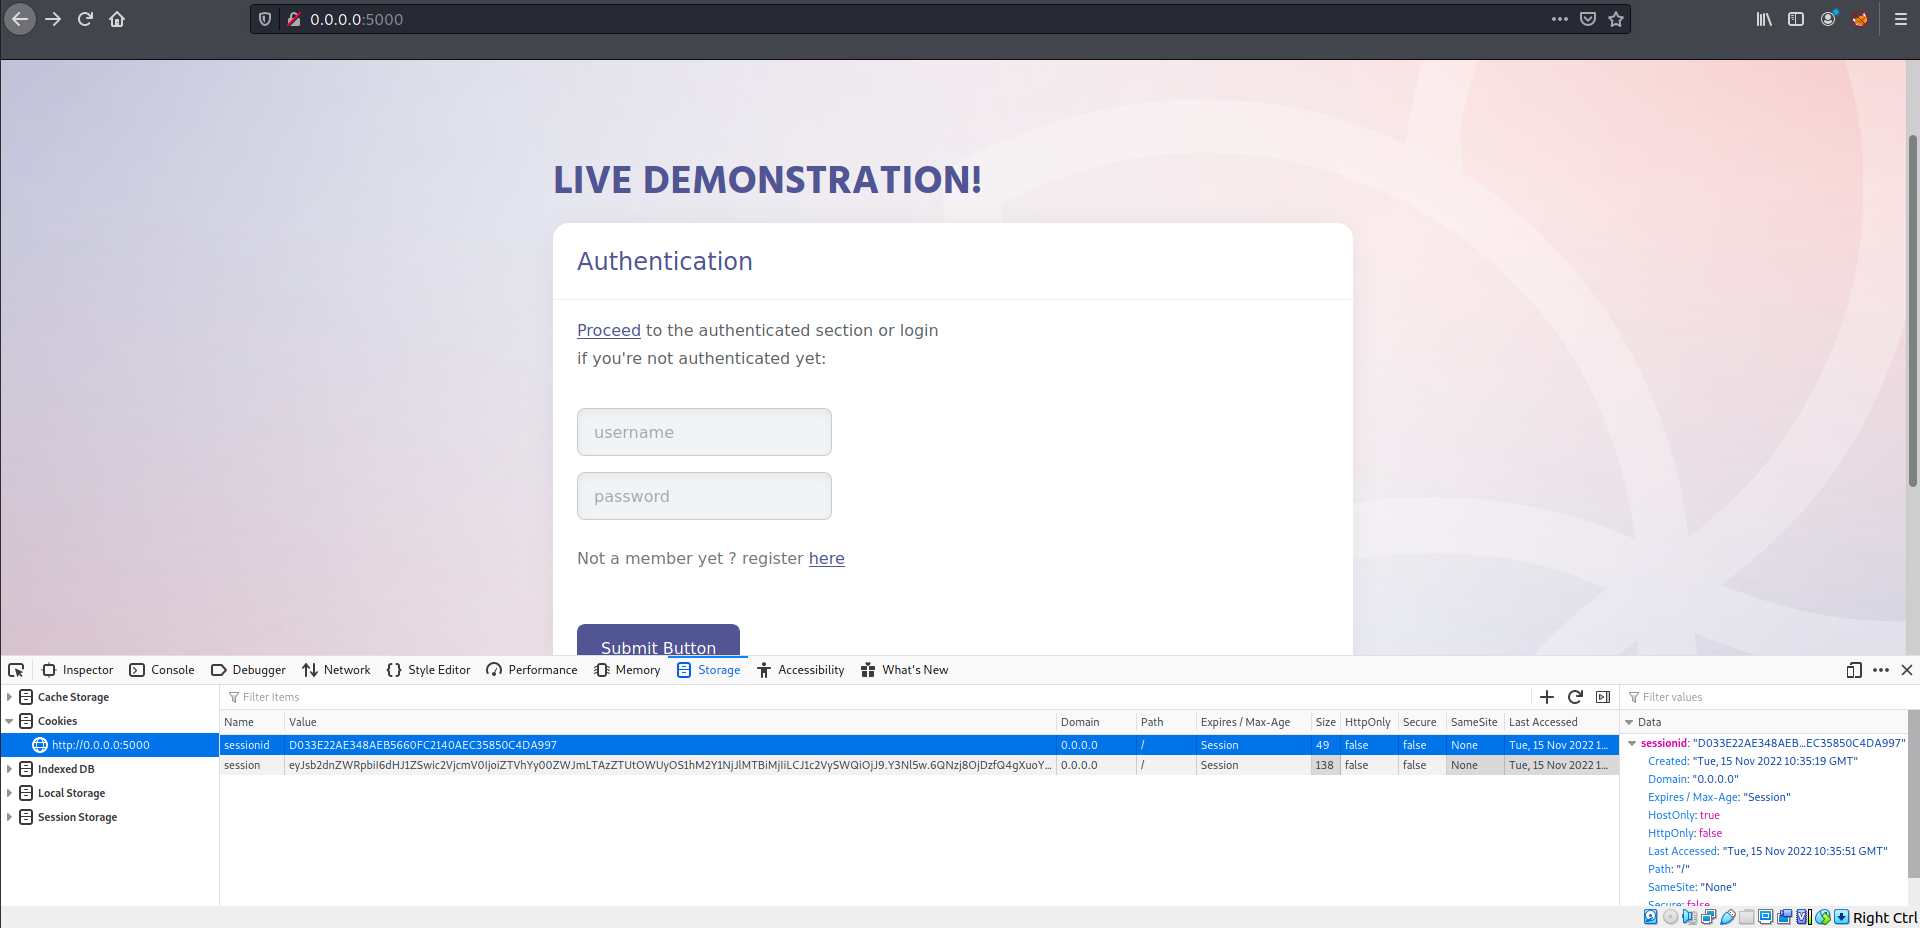 0.0.0.0:5000
LIVE DEMONSTRATION!
Authentication
Proceed to the authenticated section or login
if you're not authenticated yet:
username
password
Not a member yet ? register here
Submit Button
Inspector Console Debugger Network Style Editor Performance Memory Storage Accessibility What's New
Cache Storage
Cookies
http://0.0.0.0:5000
Indexed DB
Local Storage
Session Storage
Filter Items
Name Value Domain Path Expires / Max-Age Size HttpOnly Secure SameSite Last Accessed
sessionid D033E22AE348AEB5660FC2140AEC35850C4DA997 0.0.0.0 / Session 49 false false None Tue, 15 Nov 2022 1...
session 0.0.0.0 / Session 138 false false None Tue, 15 Nov 2022 1...
Filter values
Data
sessionid: "D033E22AE348AEB...EC35850C4DA997"
Created: "Tue, 15 Nov 2022 10:35:19 GMT"
Domain: "0.0.0.0"
Expires / Max-Age: "Session"
HostOnly: true
HttpOnly: false
Last Accessed: "Tue, 15 Nov 2022 10:35:51 GMT"
Path: "/"
SameSite: "None"
Secure: false
Right Ctrl